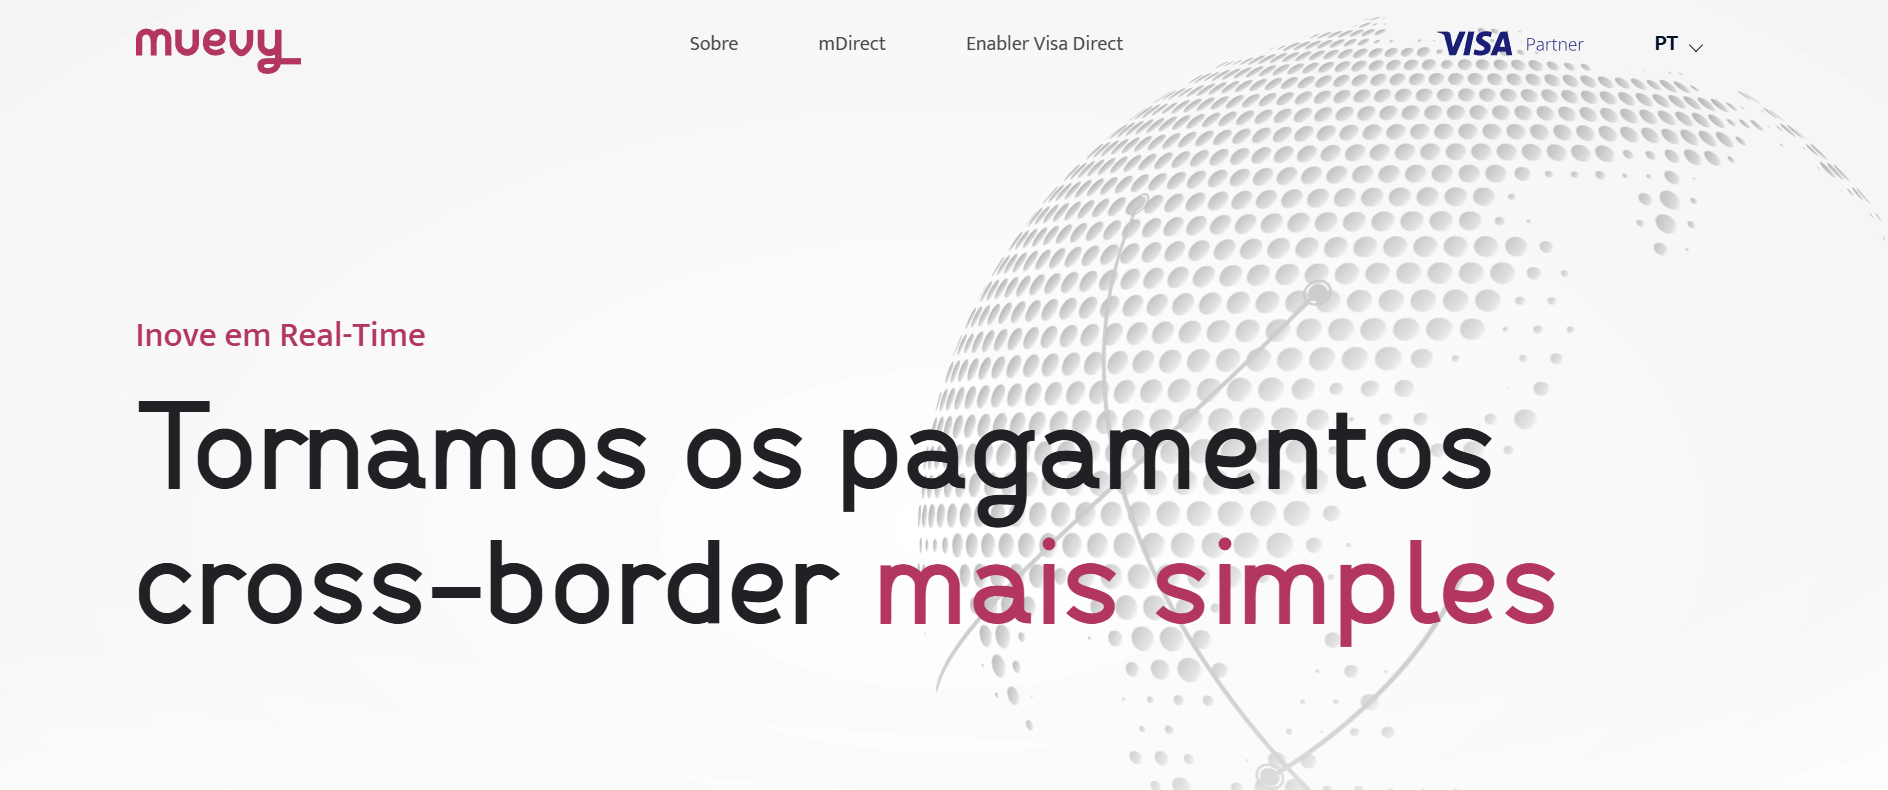 muevy
Sobre
mDirect
Enabler Visa Direct
VISA Partner
PT
Inove em Real-Time
Tornamos os pagamentos
cross-border mais simples